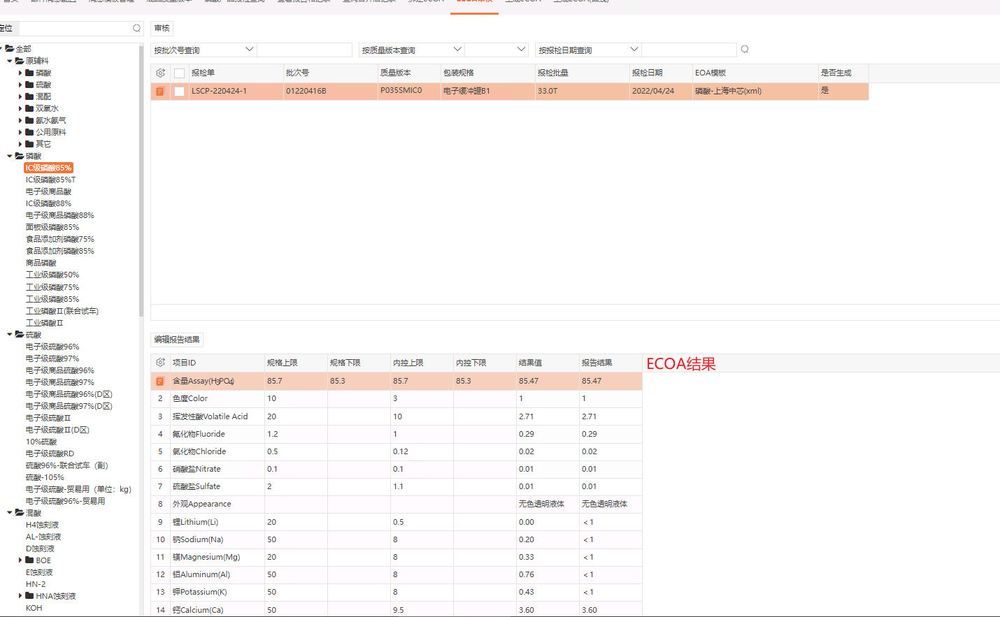 ECOA审核
定位
审核
全部
原辅料
磷酸
硫酸
混配
双氧水
氨水氨气
公用原料
其它
磷酸
IC级磷酸85%
IC级磷酸85%T
电子级商品酸
IC级磷酸88%
电子级商品磷酸88%
面板级磷酸85%
食品添加剂磷酸75%
食品添加剂磷酸85%
商品磷酸
工业级磷酸50%
工业级磷酸75%
工业级磷酸85%
工业磷酸Ⅱ(联合试车)
工业磷酸Ⅱ
硫酸
电子级硫酸96%
电子级硫酸97%
电子级商品硫酸96%
电子级商品硫酸97%
电子级商品硫酸96%(D区)
电子级商品硫酸97%(D区)
电子级硫酸Ⅱ
电子级硫酸Ⅱ(D区)
10%硫酸
电子级硫酸RD
硫酸96%-联合试车（副）
硫酸-105%
电子级硫酸-贸易用（单位：kg）
电子级硫酸96%-贸易用
混酸
H4蚀刻液
AL-蚀刻液
D蚀刻液
BOE
E蚀刻液
HN-2
HNA蚀刻液
KOH
按批次号查询 按质量版本查询 按报检日期查询
报检单 批次号 质量版本 包装规格 报检批量 报检日期 EOA模板 是否生成
LSCP-220424-1 01220416B P035SMIC0 电子缓冲罐B1 33.0T 2022/04/24 磷酸-上海中芯(xml) 是
编辑报告结果
项目ID 规格上限 规格下限 内控上限 内控下限 结果值 报告结果 ECOA结果
含量Assay(H3PO4) 85.7 85.3 85.7 85.3 85.47 85.47
2 色度Color 10 3 1 1
3 挥发性酸Volatile Acid 20 10 2.71 2.71
4 氟化物Fluoride 1.2 1 0.29 0.29
5 氯化物Chloride 0.5 0.12 0.02 0.02
6 硝酸盐Nitrate 0.1 0.1 0.01 0.01
7 硫酸盐Sulfate 2 1.1 0.01 0.01
8 外观Appearance 无色透明液体 无色透明液体
9 锂Lithium(Li) 20 0.5 0.00 ＜1
10 钠Sodium(Na) 50 8 0.20 ＜1
11 镁Magnesium(Mg) 20 8 0.33 ＜1
12 铝Aluminum(Al) 50 8 0.76 ＜1
13 钾Potassium(K) 50 8 0.43 ＜1
14 钙Calcium(Ca) 50 9.5 3.60 3.60